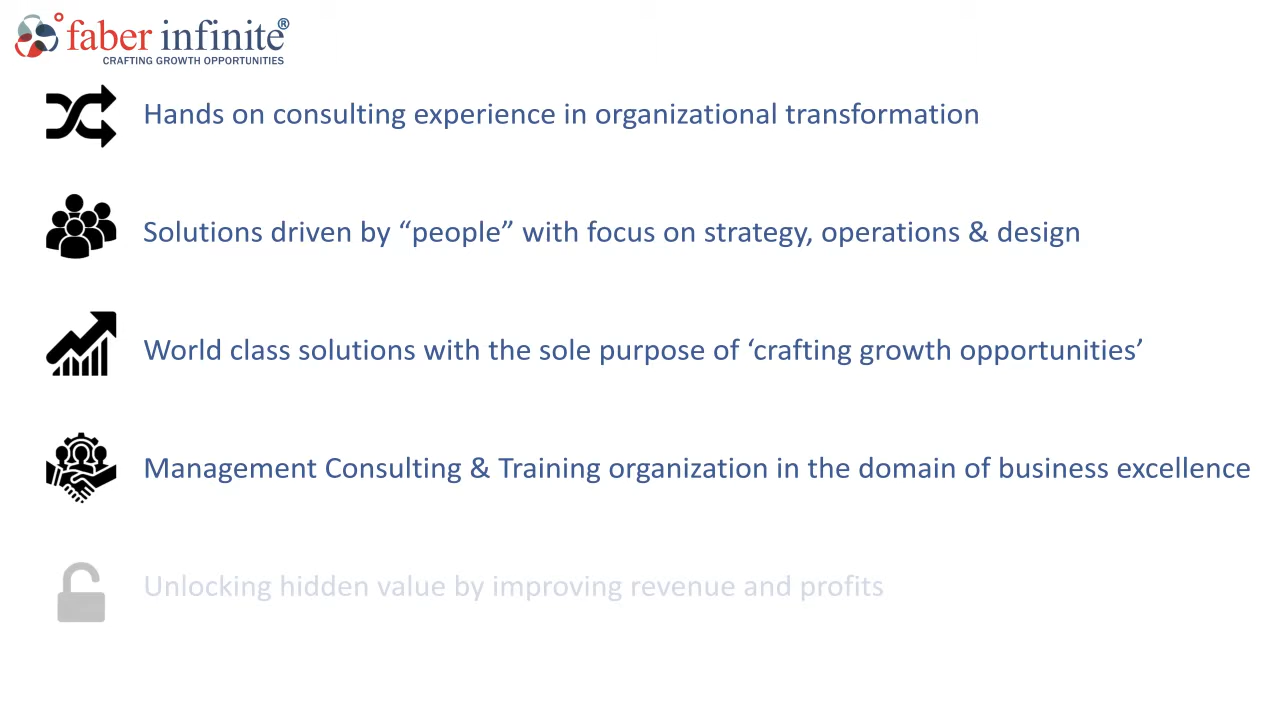 faber infinite®
CRAFTING GROWTH OPPORTUNITIES
Hands on consulting experience in organizational transformation
Solutions driven by “people” with focus on strategy, operations & design
World class solutions with the sole purpose of ‘crafting growth opportunities’
Management Consulting & Training organization in the domain of business excellence
Unlocking hidden value by improving revenue and profits